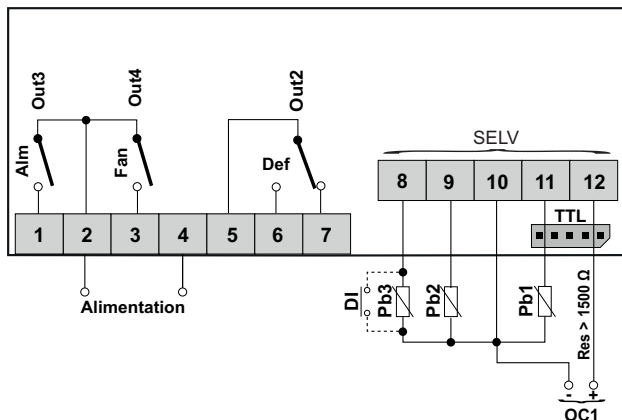 Out3
Out4
Out2
Alm
Fan
Def
SELV
1 2 3 4 5 6 7
8 9 10 11 12
TTL
Alimentation
DI
Pb3
Pb2
Pb1
Res > 1500 Ω
- +
OC1